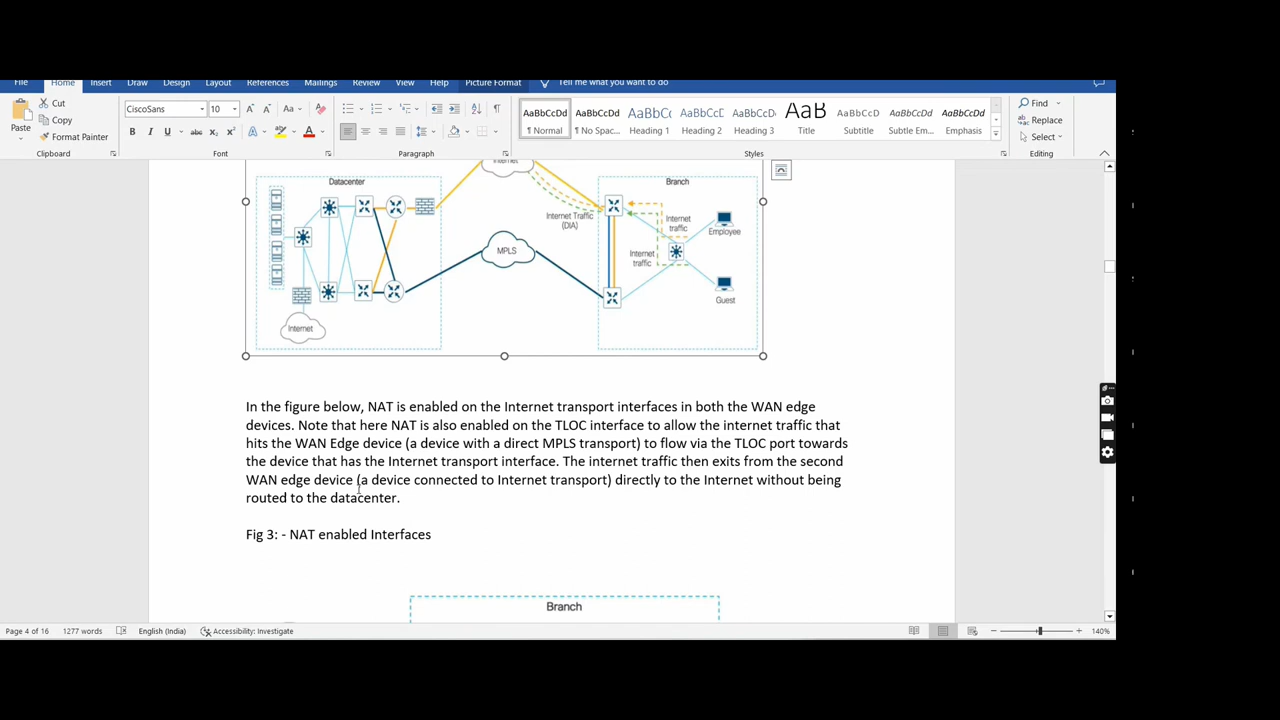 File Home Insert Draw Design Layout References Mailings Review View Help Picture Format Tell me what you want to do
Cut
Copy
Format Painter
Paste
Clipboard
CiscoSans 10
Font
Paragraph
AaBbCcDd AaBbCcDd AaBbCc AaBbCcC AaBbCcD AaB AaBbCcD AaBbCcDd AaBbCcDd
¶ Normal ¶ No Spac... Heading 1 Heading 2 Heading 3 Title Subtitle Subtle Em... Emphasis
Styles
Find
Replace
Select
Editing
Internet
Datacenter
Branch
Internet Traffic
(DIA)
Internet
traffic
Employee
MPLS
Internet
traffic
Guest
Internet
In the figure below, NAT is enabled on the Internet transport interfaces in both the WAN edge
devices. Note that here NAT is also enabled on the TLOC interface to allow the internet traffic that
hits the WAN Edge device (a device with a direct MPLS transport) to flow via the TLOC port towards
the device that has the Internet transport interface. The internet traffic then exits from the second
WAN edge device (a device connected to Internet transport) directly to the Internet without being
routed to the datacenter.
Fig 3: - NAT enabled Interfaces
Branch
Page 4 of 16 1277 words English (India) Accessibility: Investigate 140%